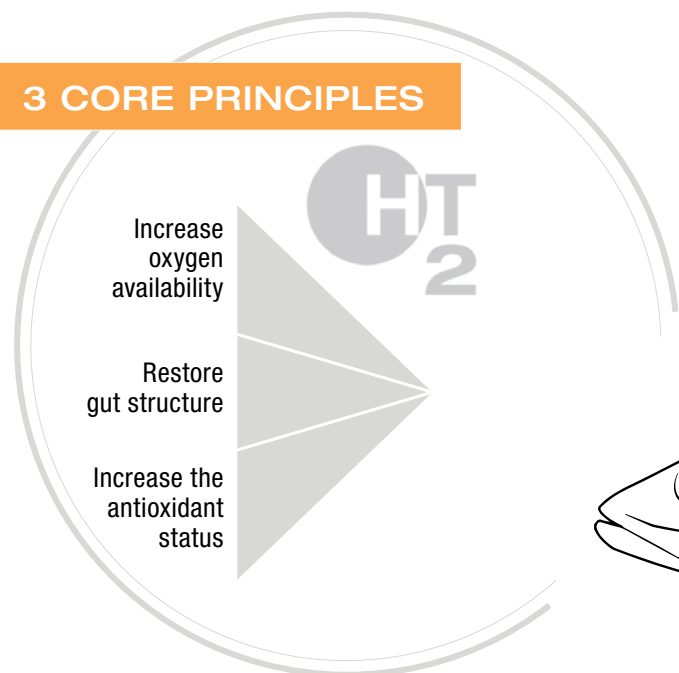 3 CORE PRINCIPLES
HT
2
Increase
oxygen
availability
Restore
gut structure
Increase the
antioxidant
status